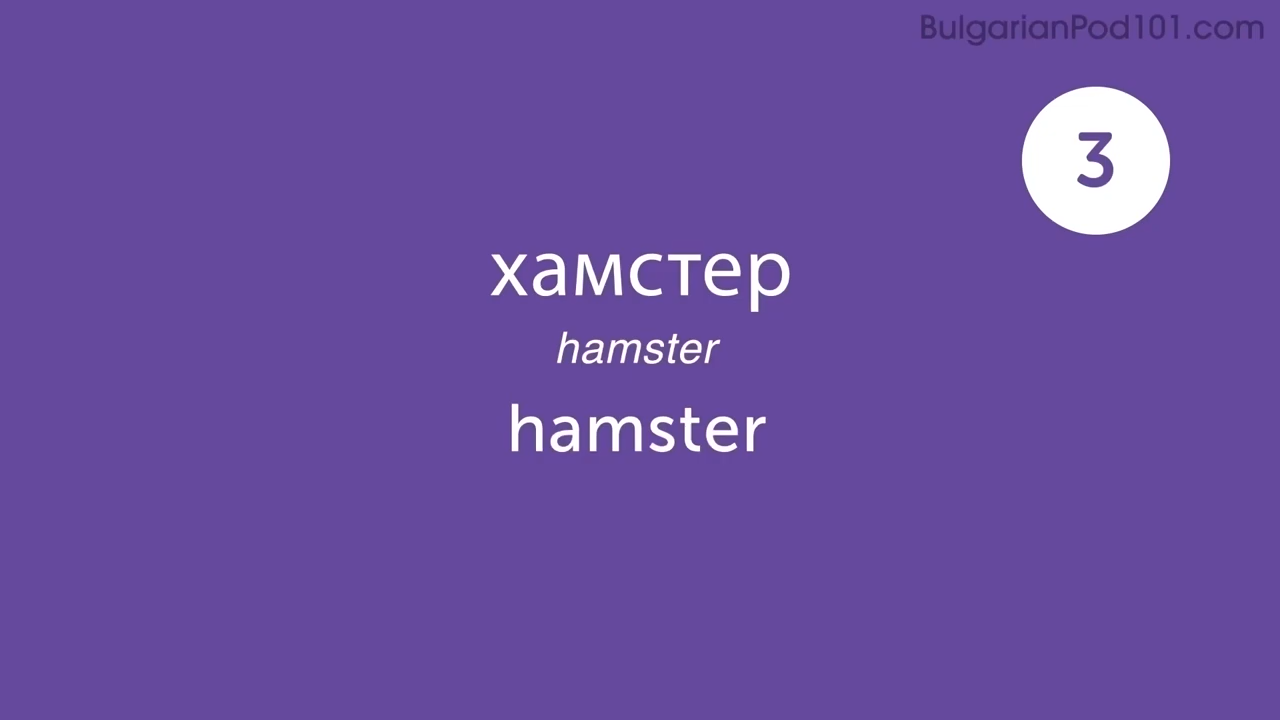 BulgarianPod101.com
3
хамстер
hamster
hamster